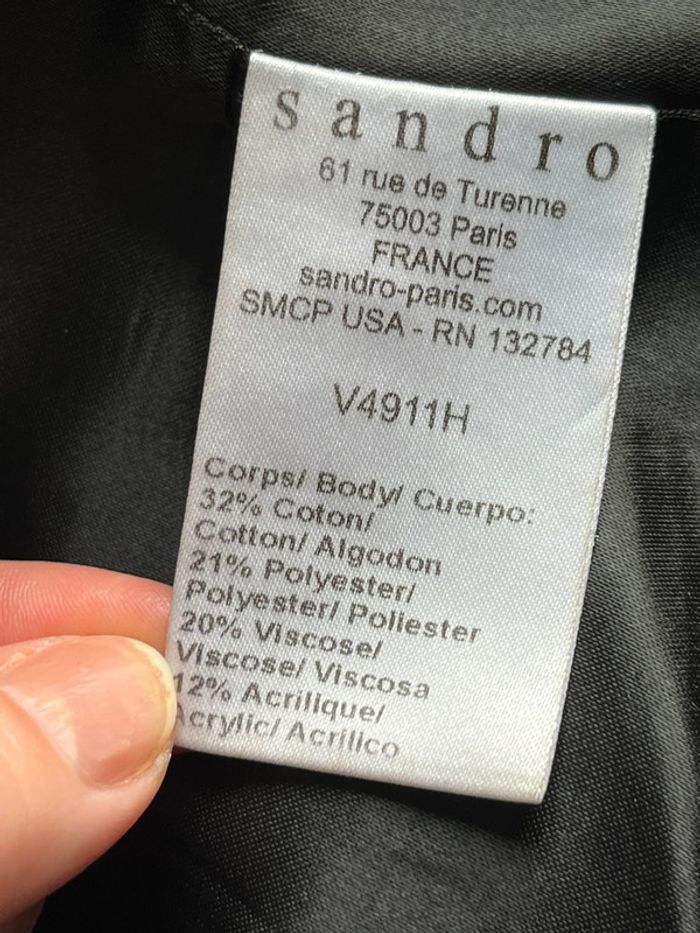 sandro
61 rue de Turenne
75003 Paris
FRANCE
sandro-paris.com
SMCP USA - RN 132784
V4911H
Corps/ Body/ Cuerpo:
32% Coton/
Cotton/ Algodon
21% Polyester/
Polyester/ Poliester
20% Viscose/
Viscose/ Viscosa
12% Acrilique/
Acrylic/ Acrilico